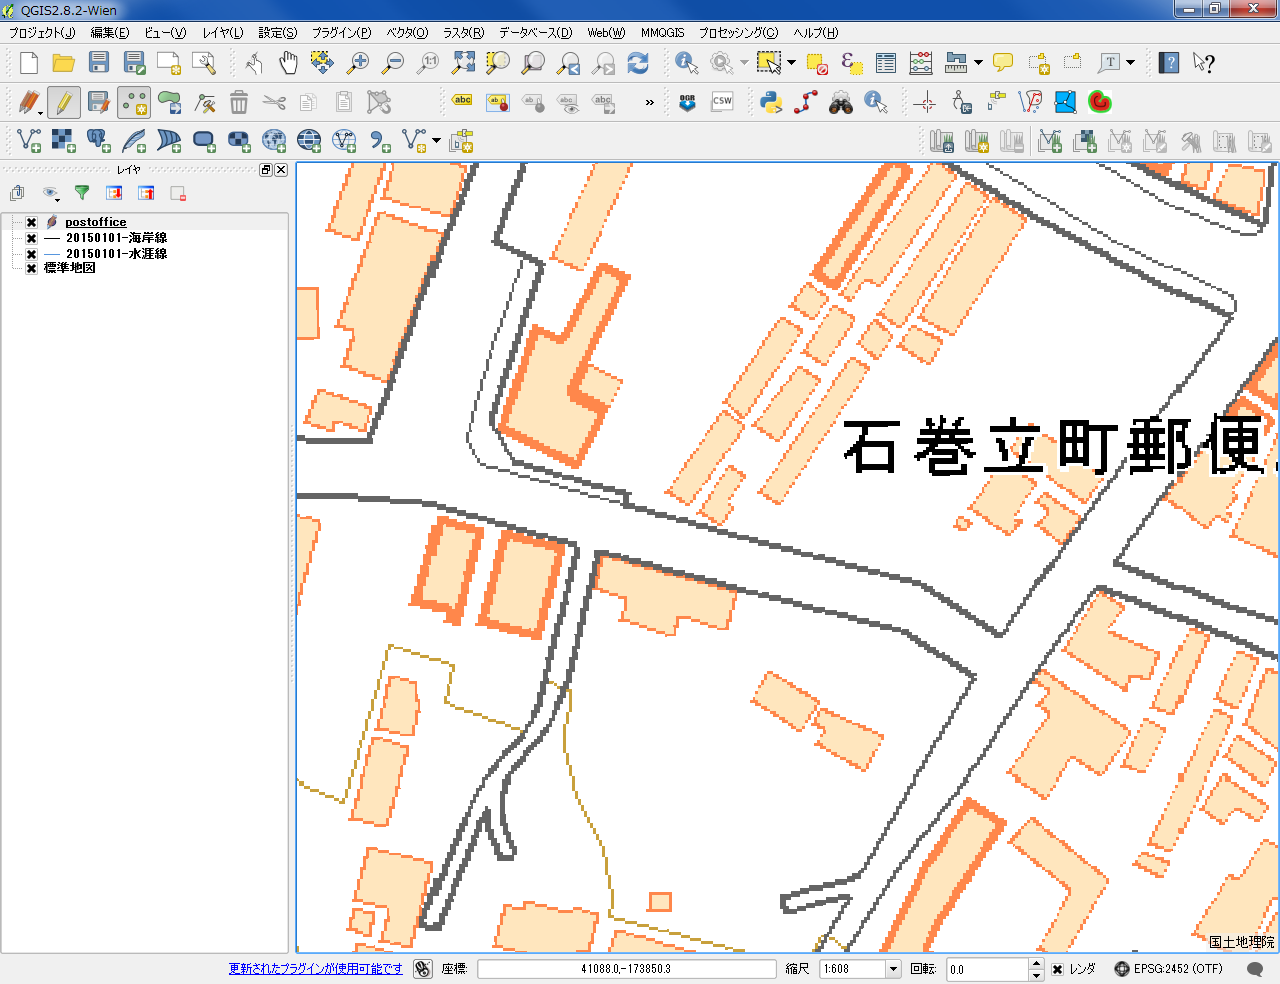 QGIS2.8.2-Wien
プロジェクト(J) 編集(E) ビュー(V) レイヤ(L) 設定(S) プラグイン(P) ベクタ(O) ラスタ(R) データベース(D) Web(W) MMQGIS プロセッシング(C) ヘルプ(H)
レイヤ
postoffice
20150101-海岸線
20150101-水涯線
標準地図
石巻立町郵便
国土地理院
更新されたプラグインが使用可能です 座標: 41088.0,-173850.3 縮尺 1:608 回転: 0.0 レンダ EPSG:2452 (OTF)